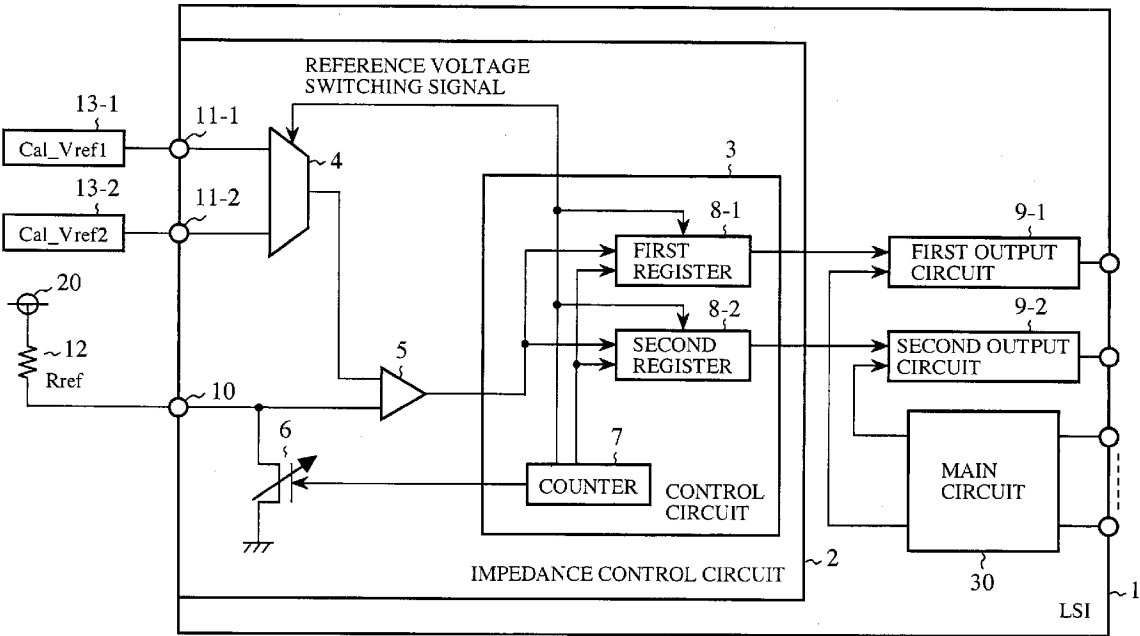 REFERENCE VOLTAGE
SWITCHING SIGNAL
13-1
Cal_Vref1
11-1
4
3
13-2
Cal_Vref2
11-2
8-1
FIRST
REGISTER
9-1
FIRST OUTPUT
CIRCUIT
20
8-2
SECOND
REGISTER
9-2
SECOND OUTPUT
CIRCUIT
12
Rref
5
10
6
7
COUNTER
CONTROL
CIRCUIT
MAIN
CIRCUIT
30
IMPEDANCE CONTROL CIRCUIT
2
LSI
1